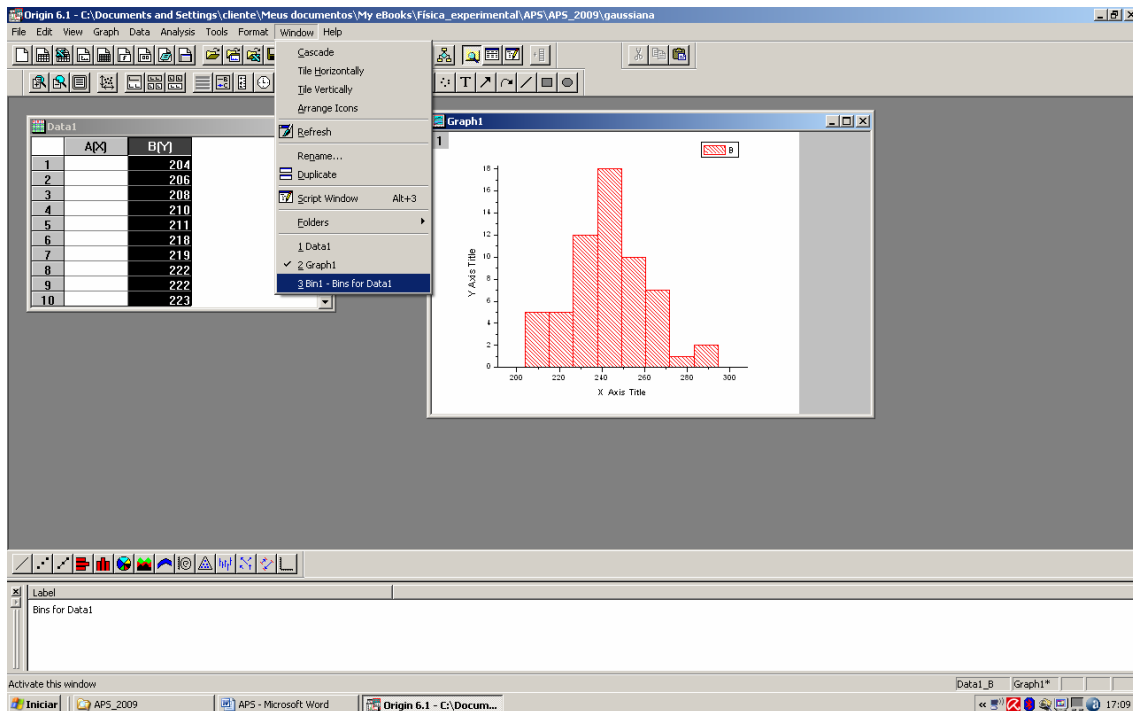 Origin 6.1 - C:\Documents and Settings\cliente\Meus documentos\My eBooks\Física_experimental\APS\APS_2009\gaussiana
File Edit View Graph Data Analysis Tools Format Window Help
Cascade
Tile Horizontally
Tile Vertically
Arrange Icons
Refresh
Rename...
Duplicate
Script Window Alt+3
Folders
1 Data1
2 Graph1
3 Bin1 - Bins for Data1
Data1
A[X] B[Y]
1 204
2 206
3 208
4 210
5 211
6 218
7 219
8 222
9 222
10 223
Graph1
1
B
18
16
14
12
10
8
6
4
2
0
Y Axis Title
200 220 240 260 280 300
X Axis Title
Label
Bins for Data1
Activate this window
Data1_B Graph1*
Iniciar APS_2009 APS - Microsoft Word Origin 6.1 - C:\Docum... 17:09